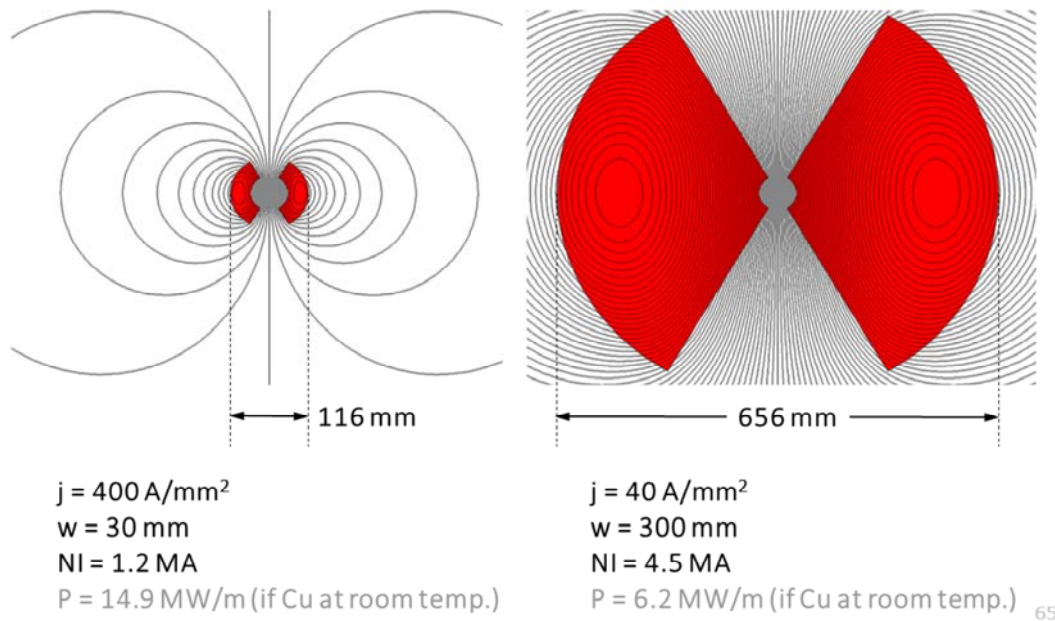 116 mm
656 mm
j = 400 A/mm²
w = 30 mm
NI = 1.2 MA
P = 14.9 MW/m (if Cu at room temp.)
j = 40 A/mm²
w = 300 mm
NI = 4.5 MA
P = 6.2 MW/m (if Cu at room temp.)
65